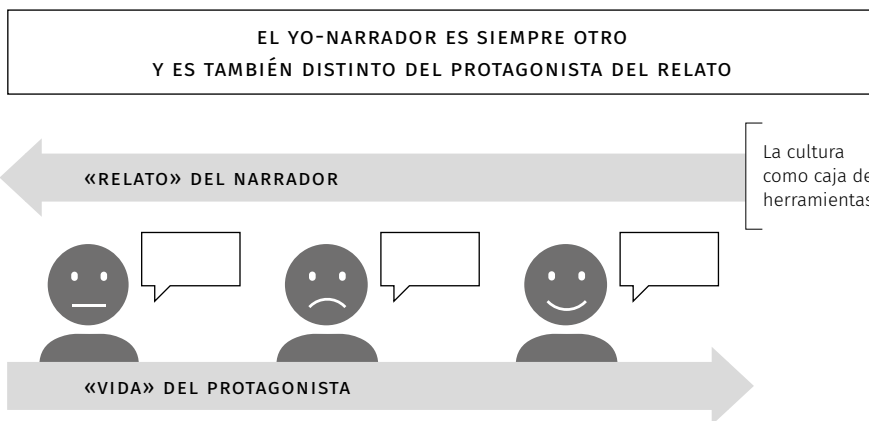 EL YO-NARRADOR ES SIEMPRE OTRO
Y ES TAMBIÉN DISTINTO DEL PROTAGONISTA DEL RELATO
«RELATO» DEL NARRADOR
La cultura
como caja de
herramientas
«VIDA» DEL PROTAGONISTA